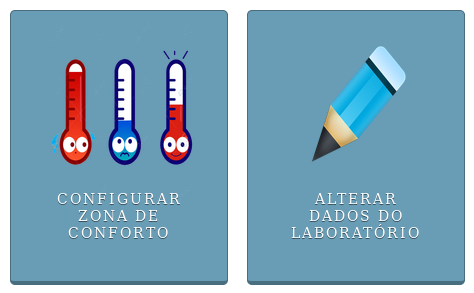 CONFIGURAR
ZONA DE
CONFORTO
ALTERAR
DADOS DO
LABORATÓRIO